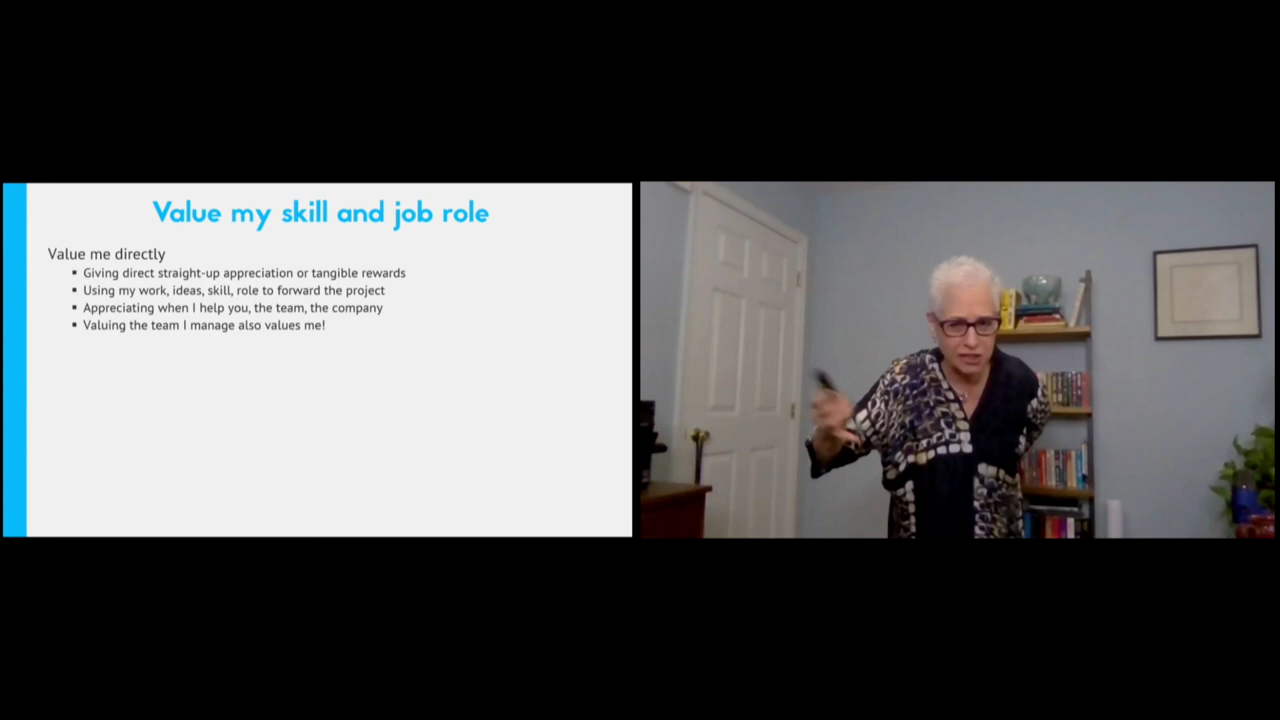 Value my skill and job role
Value me directly
▪ Giving direct straight-up appreciation or tangible rewards
▪ Using my work, ideas, skill, role to forward the project
▪ Appreciating when I help you, the team, the company
▪ Valuing the team I manage also values me!